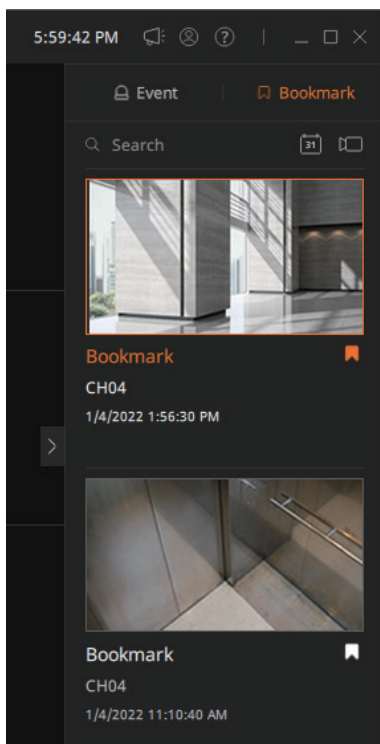 5:59:42 PM
Event
Bookmark
Search
31
Bookmark
CH04
1/4/2022 1:56:30 PM
Bookmark
CH04
1/4/2022 11:10:40 AM